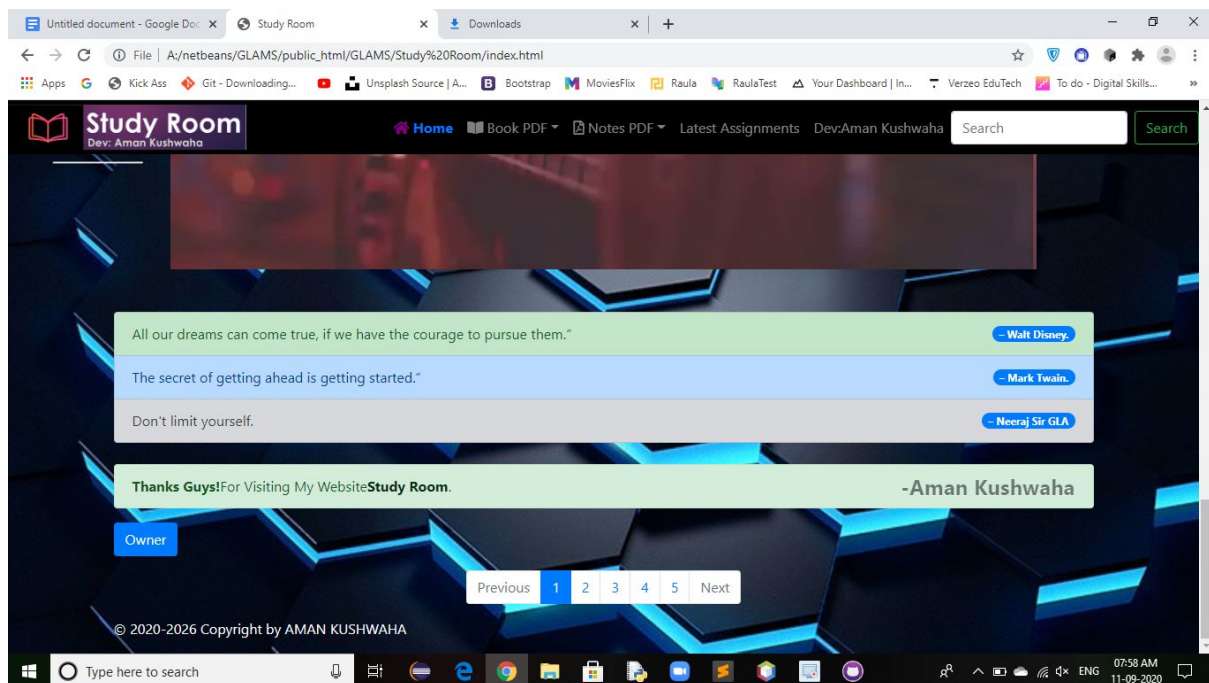 Untitled document - Google Doc
Study Room
Downloads
File | A:/netbeans/GLAMS/public_html/GLAMS/Study%20Room/index.html
Apps Kick Ass Git - Downloading... Unsplash Source | A... Bootstrap MoviesFlix Raula RaulaTest Your Dashboard | In... Verzeo EduTech To do - Digital Skills... »
Study Room
Dev: Aman Kushwaha
Home Book PDF Notes PDF Latest Assignments Dev:Aman Kushwaha Search Search
All our dreams can come true, if we have the courage to pursue them.“ – Walt Disney.
The secret of getting ahead is getting started.“ – Mark Twain.
Don't limit yourself. – Neeraj Sir GLA
Thanks Guys!For Visiting My WebsiteStudy Room. -Aman Kushwaha
Owner
Previous 1 2 3 4 5 Next
© 2020-2026 Copyright by AMAN KUSHWAHA
Type here to search ENG 07:58 AM
11-09-2020